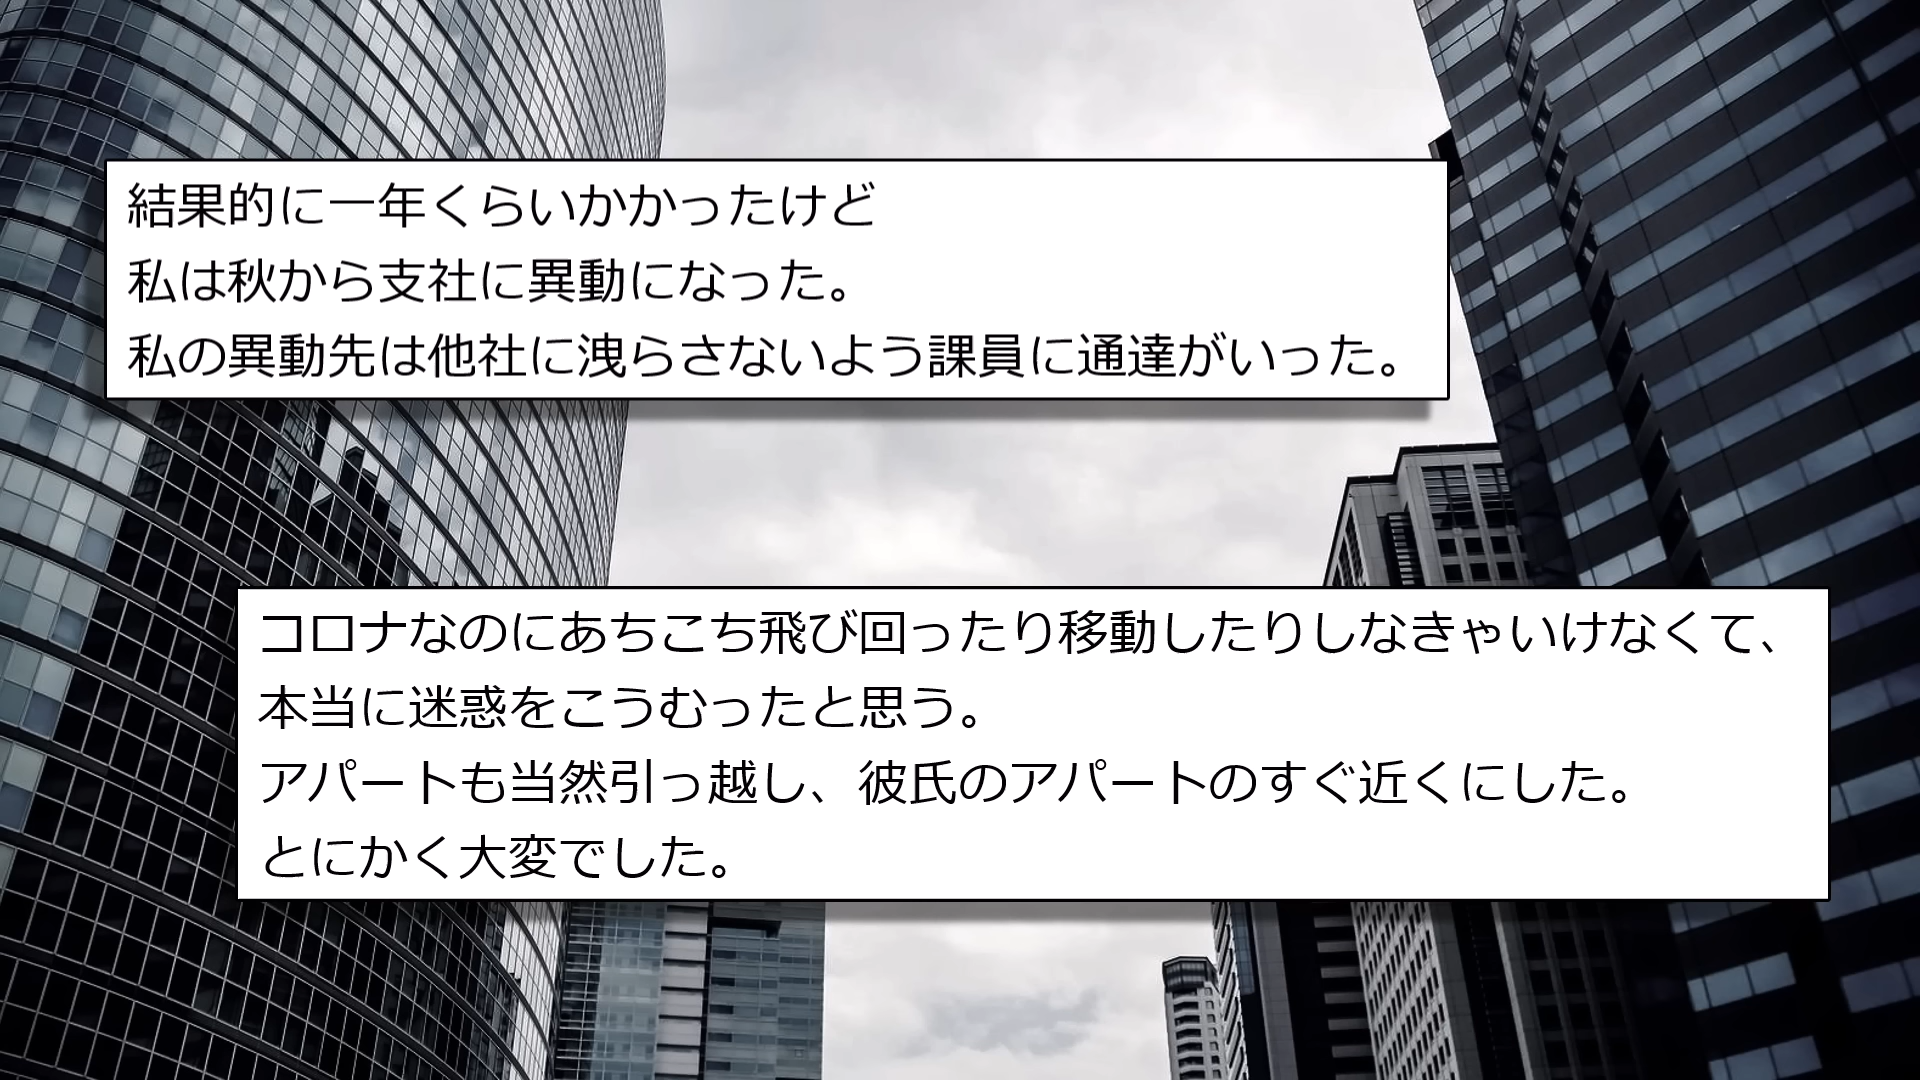 結果的に一年くらいかかったけど
私は秋から支社に異動になった。
私の異動先は他社に洩らさないよう課員に通達がいった。
コロナなのにあちこち飛び回ったり移動したりしなきゃいけなくて、
本当に迷惑をこうむったと思う。
アパートも当然引っ越し、彼氏のアパートのすぐ近くにした。
とにかく大変でした。